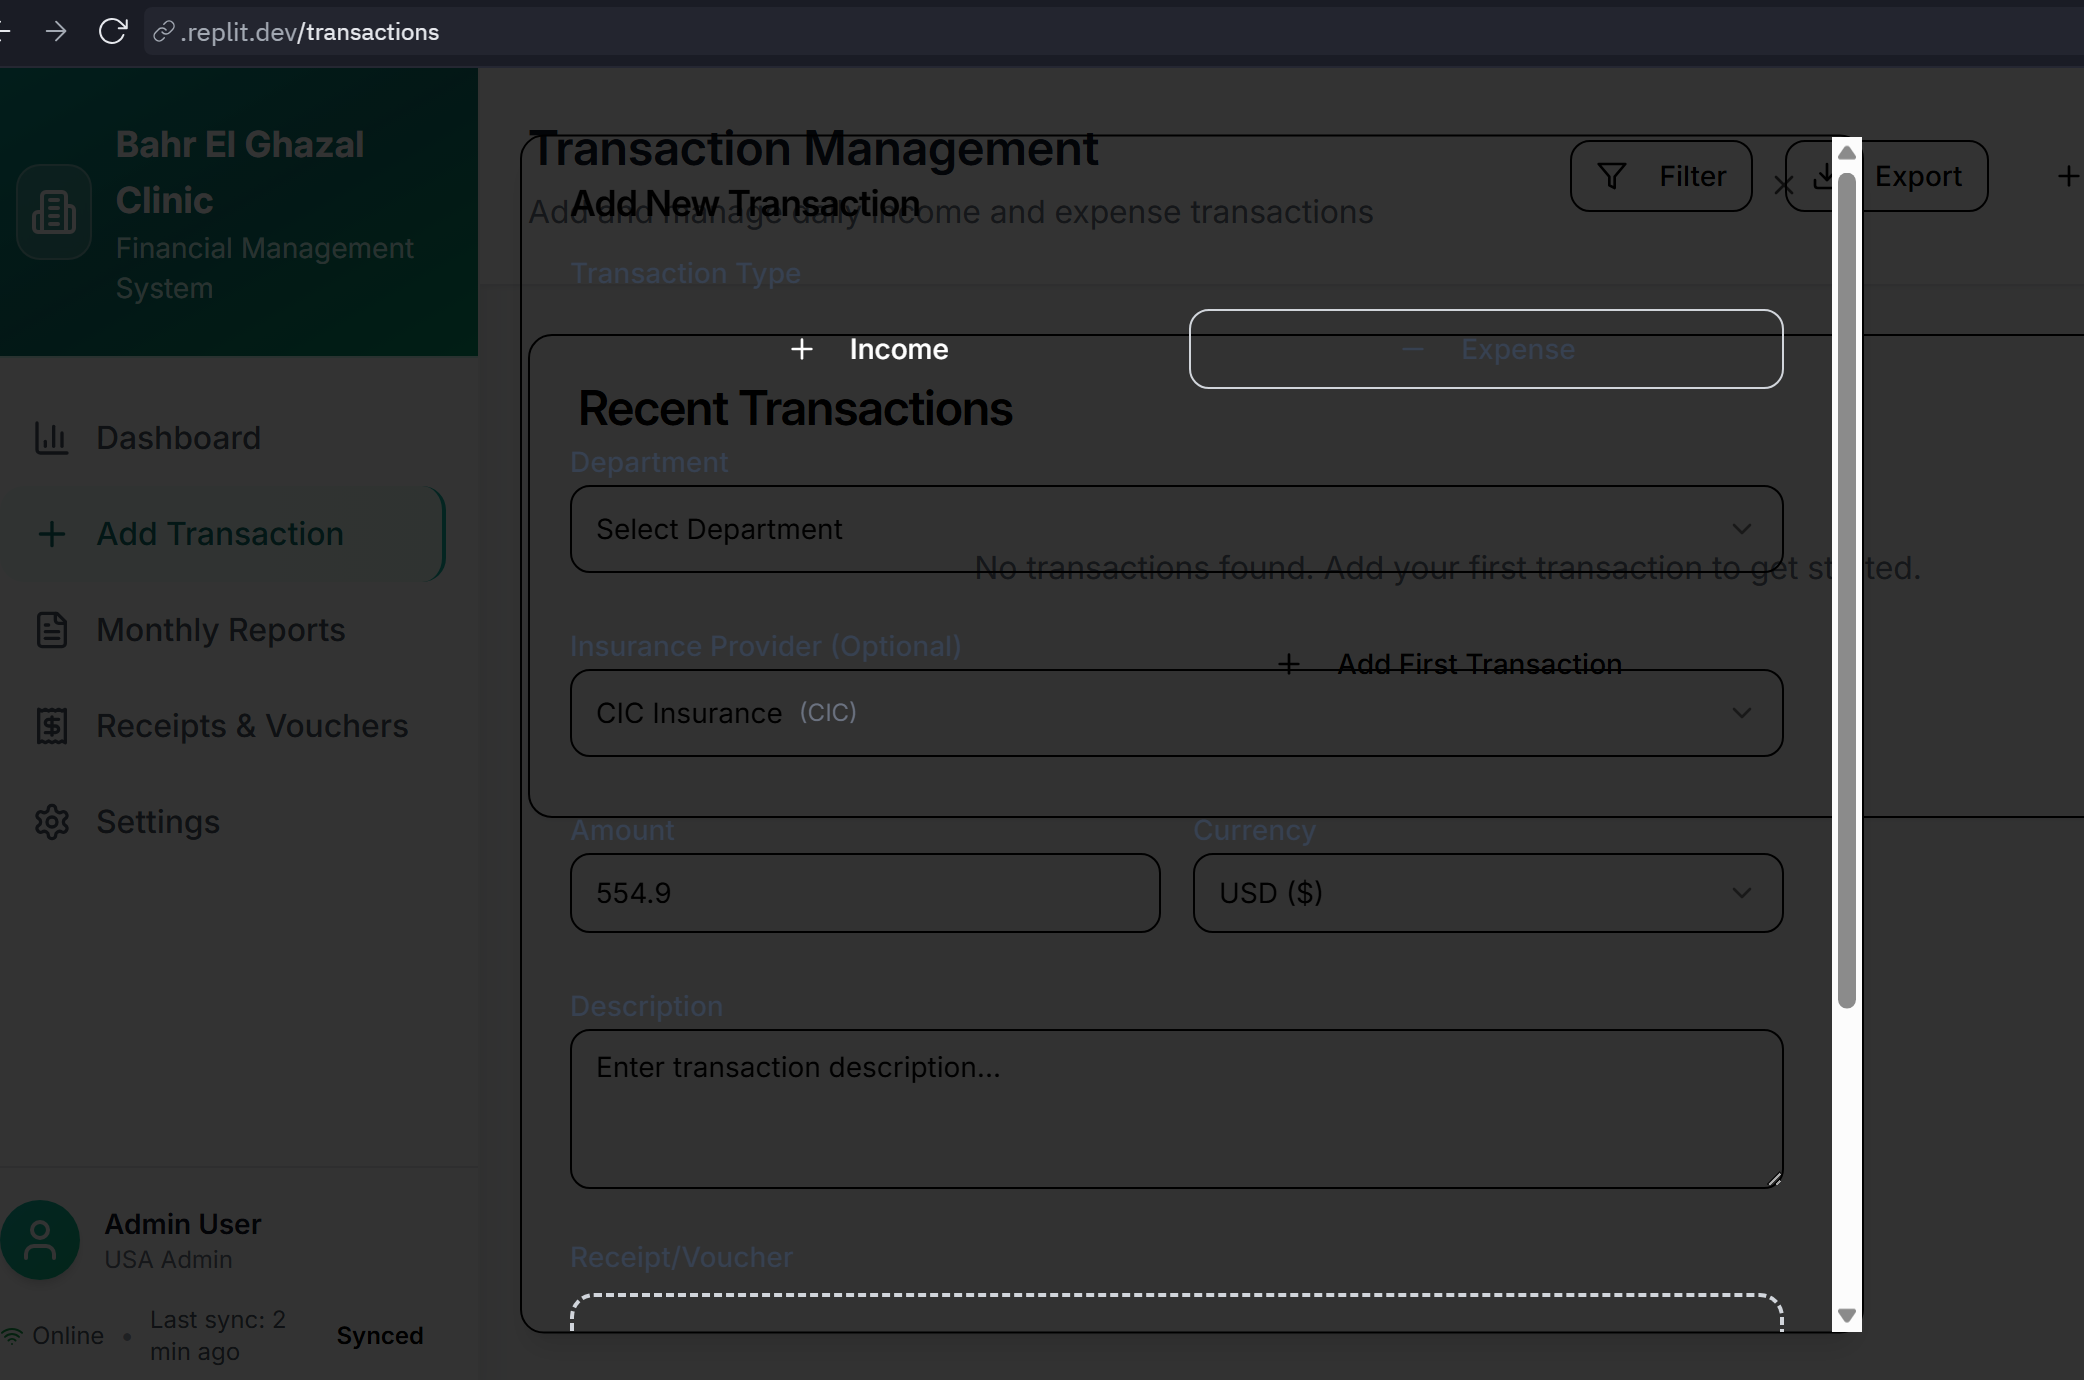 .replit.dev/transactions
Bahr El Ghazal
Clinic
Financial Management
System
Dashboard
Add Transaction
Monthly Reports
Receipts & Vouchers
Settings
Admin User
USA Admin
Online • Last sync: 2
min ago
Synced
Transaction Management
Add and manage daily income and expense transactions
Filter
Export
Add New Transaction
Transaction Type
Income
Expense
Recent Transactions
Department
Select Department
No transactions found. Add your first transaction to get started.
Insurance Provider (Optional)
Add First Transaction
CIC Insurance (CIC)
Amount
Currency
554.9
USD ($)
Description
Enter transaction description...
Receipt/Voucher